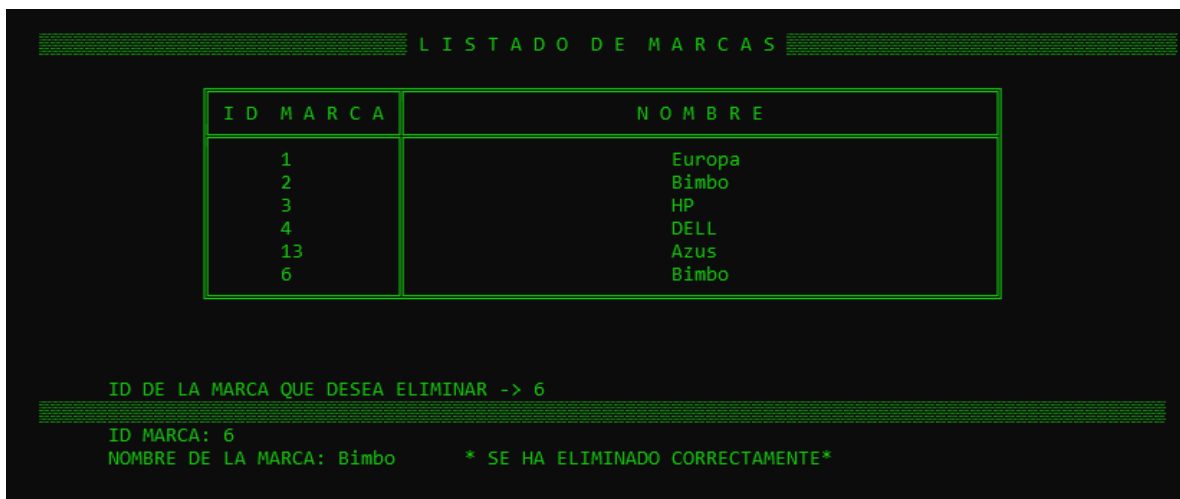 L I S T A D O  D E  M A R C A S
I D  M A R C A  N O M B R E
1  Europa
2  Bimbo
3  HP
4  DELL
13  Azus
6  Bimbo
ID DE LA MARCA QUE DESEA ELIMINAR -> 6
ID MARCA: 6
NOMBRE DE LA MARCA: Bimbo  * SE HA ELIMINADO CORRECTAMENTE*